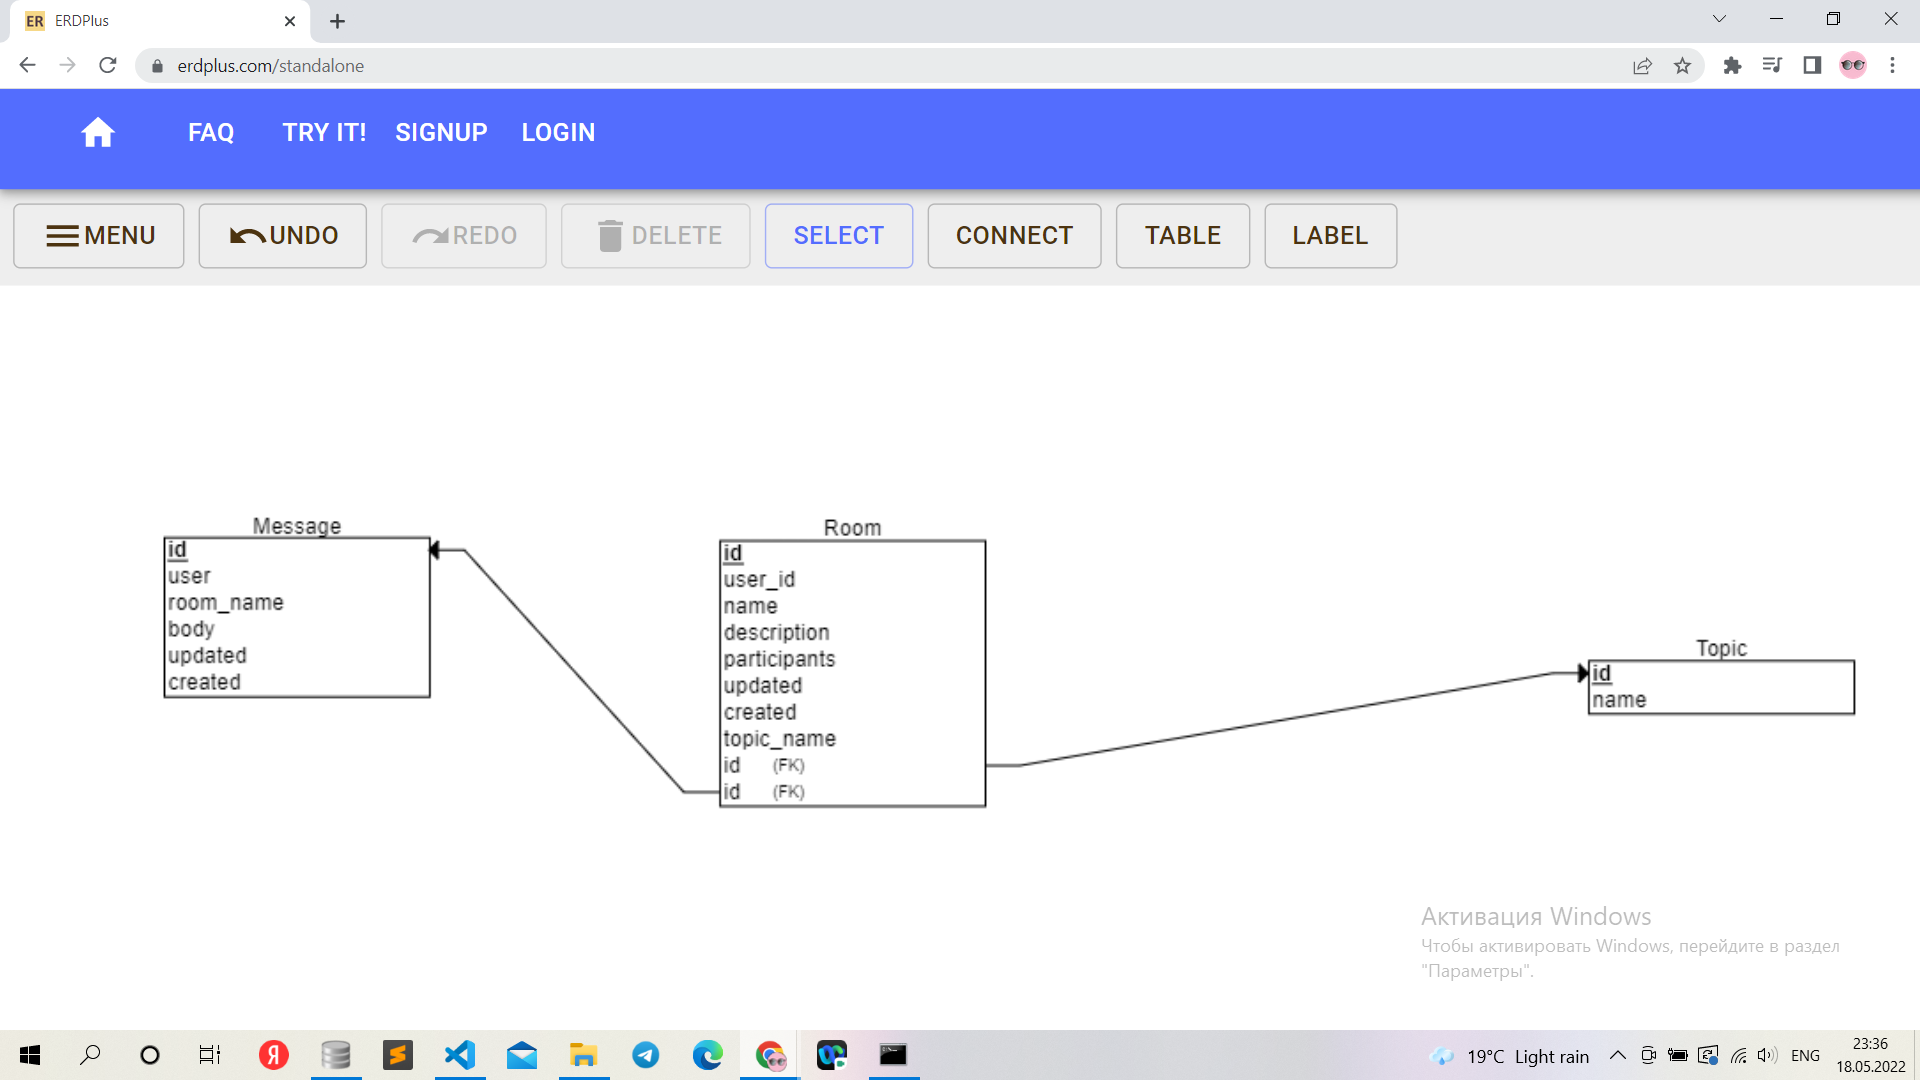 ER ERDPlus
erdplus.com/standalone
FAQ TRY IT! SIGNUP LOGIN
MENU UNDO REDO DELETE SELECT CONNECT TABLE LABEL
Message
id
user
room_name
body
updated
created
Room
id
user_id
name
description
participants
updated
created
topic_name
id (FK)
id (FK)
Topic
id
name
Активация Windows
Чтобы активировать Windows, перейдите в раздел
"Параметры".
Я
19°C Light rain
ENG
23:36
18.05.2022